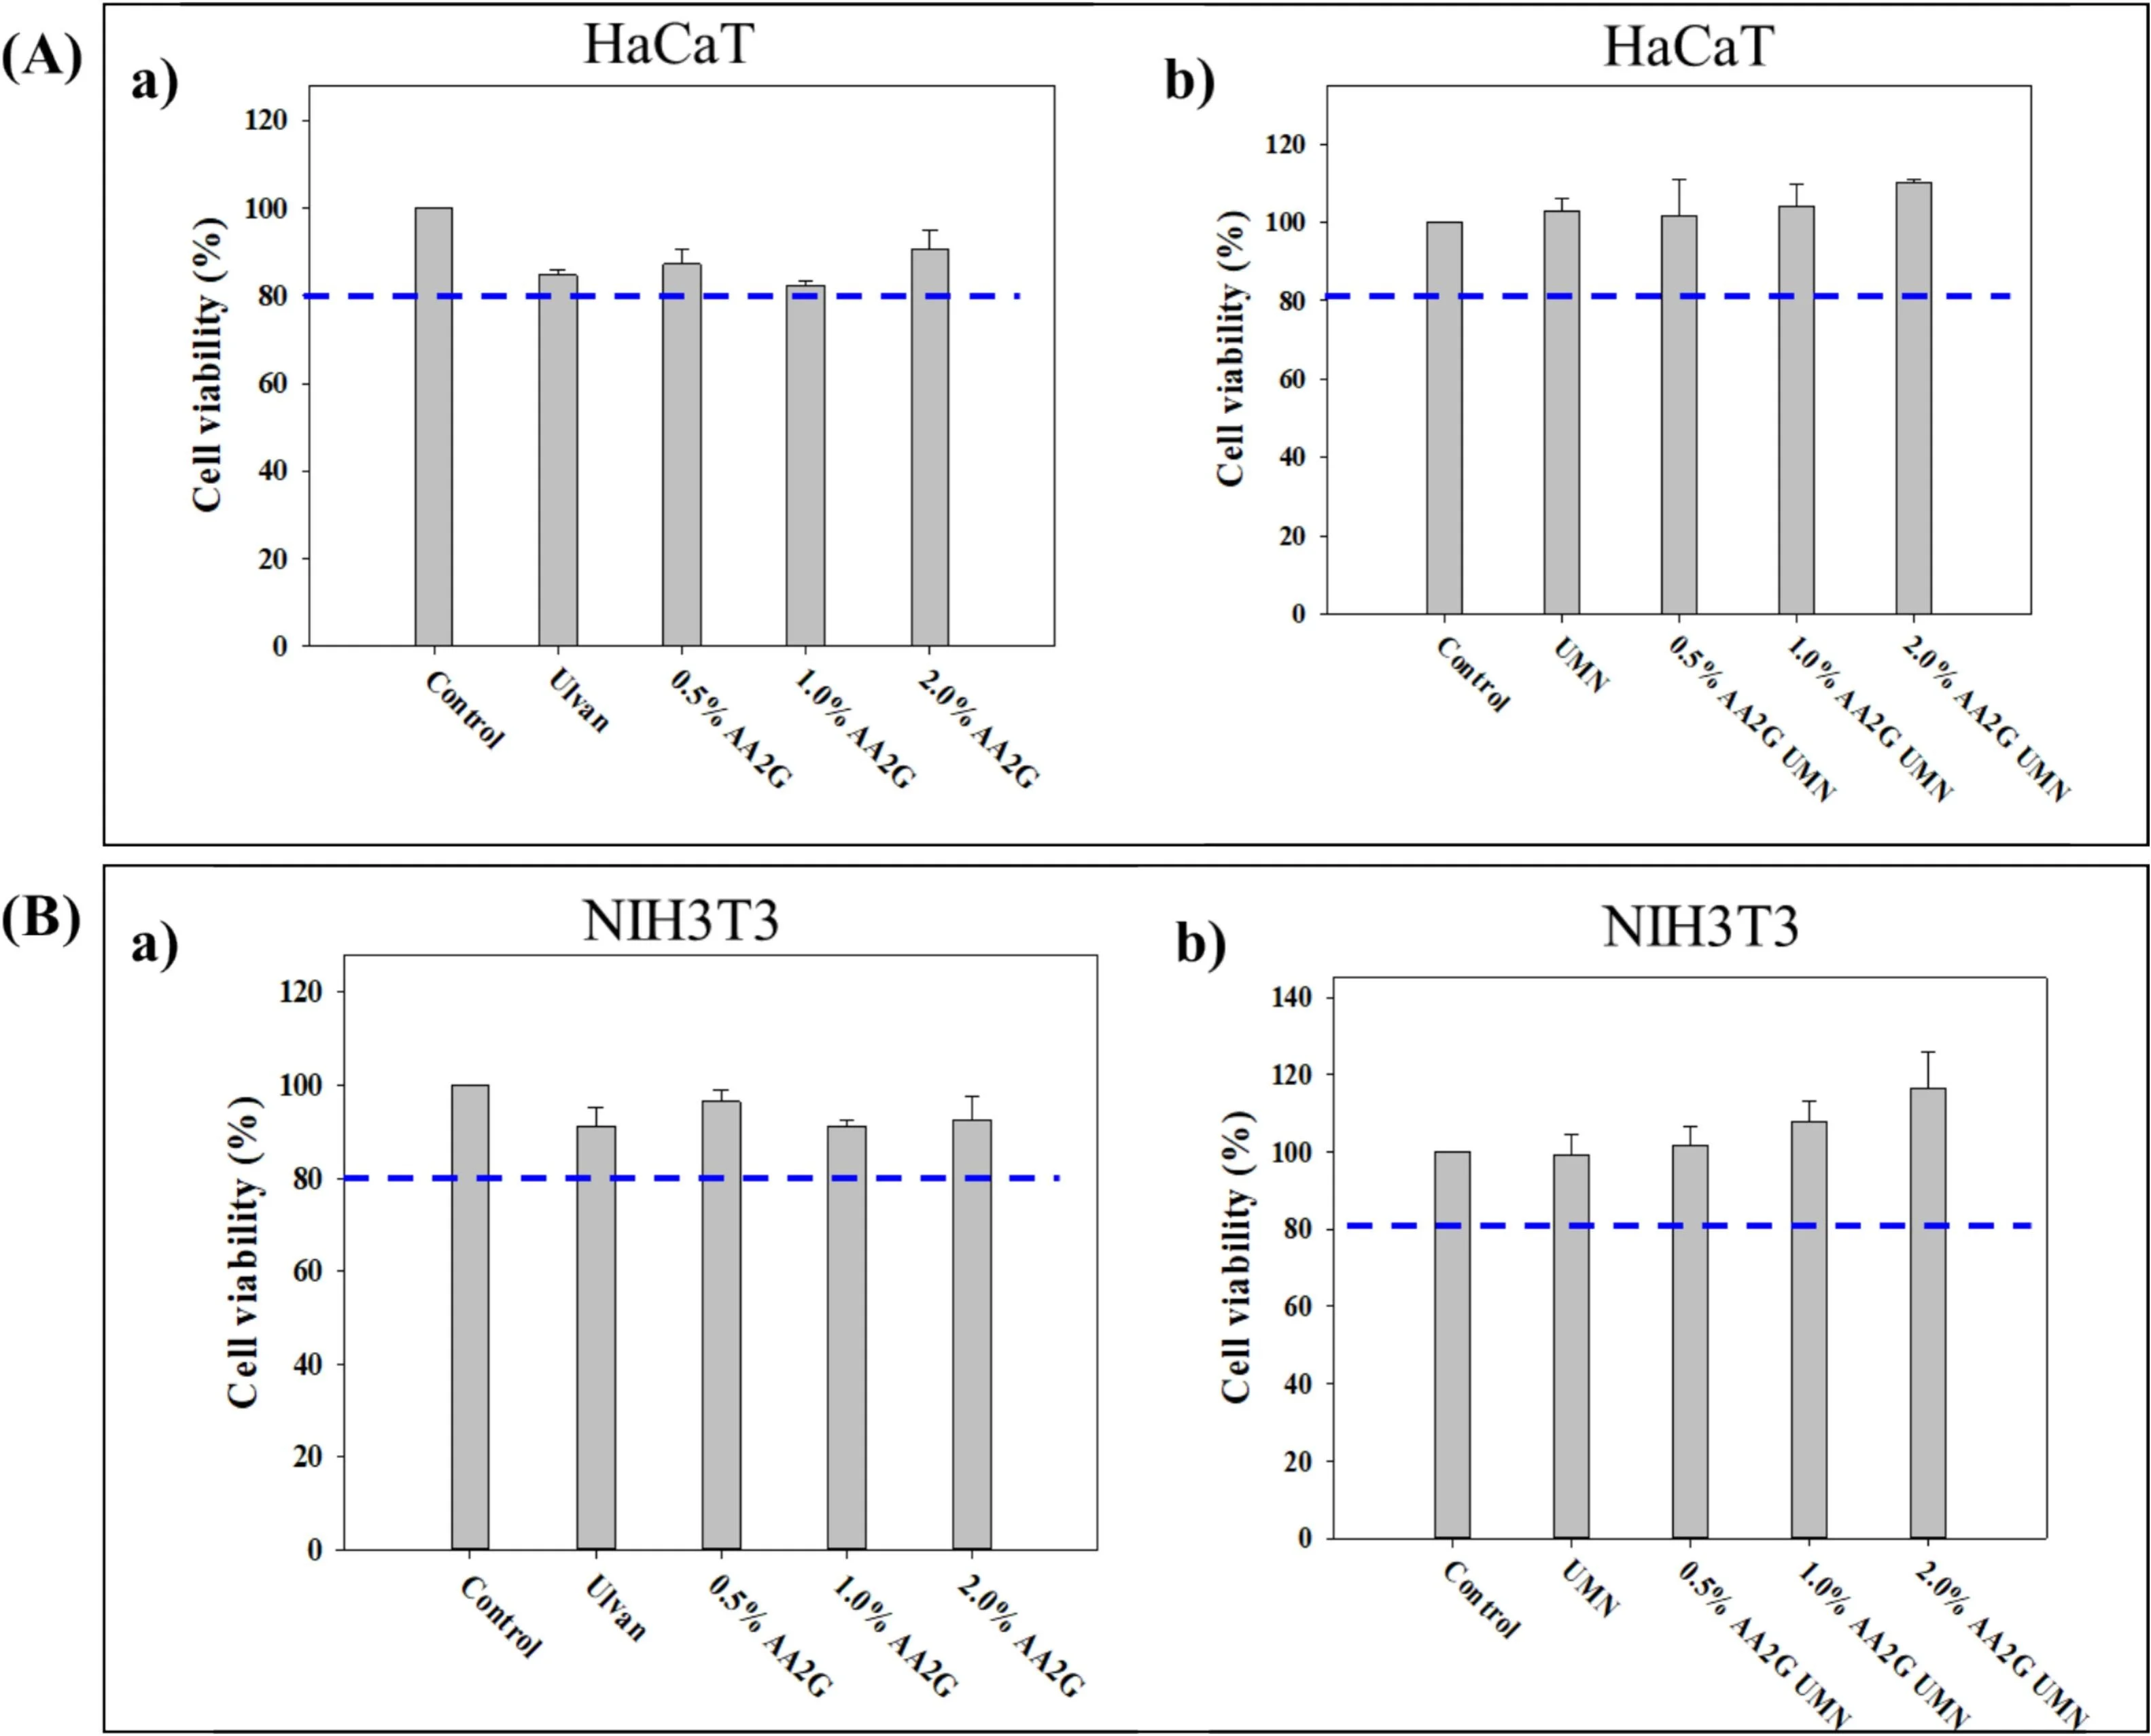 (A)
a)
HaCaT
Cell viability (%)
120
100
80
60
40
20
0
Control
Ulvan
0.5% AA2G
1.0% AA2G
2.0% AA2G
b)
HaCaT
Cell viability (%)
120
100
80
60
40
20
0
Control
UMN
0.5% AA2G UMN
1.0% AA2G UMN
2.0% AA2G UMN
(B)
a)
NIH3T3
Cell viability (%)
120
100
80
60
40
20
0
Control
Ulvan
0.5% AA2G
1.0% AA2G
2.0% AA2G
b)
NIH3T3
Cell viability (%)
140
120
100
80
60
40
20
0
Control
UMN
0.5% AA2G UMN
1.0% AA2G UMN
2.0% AA2G UMN